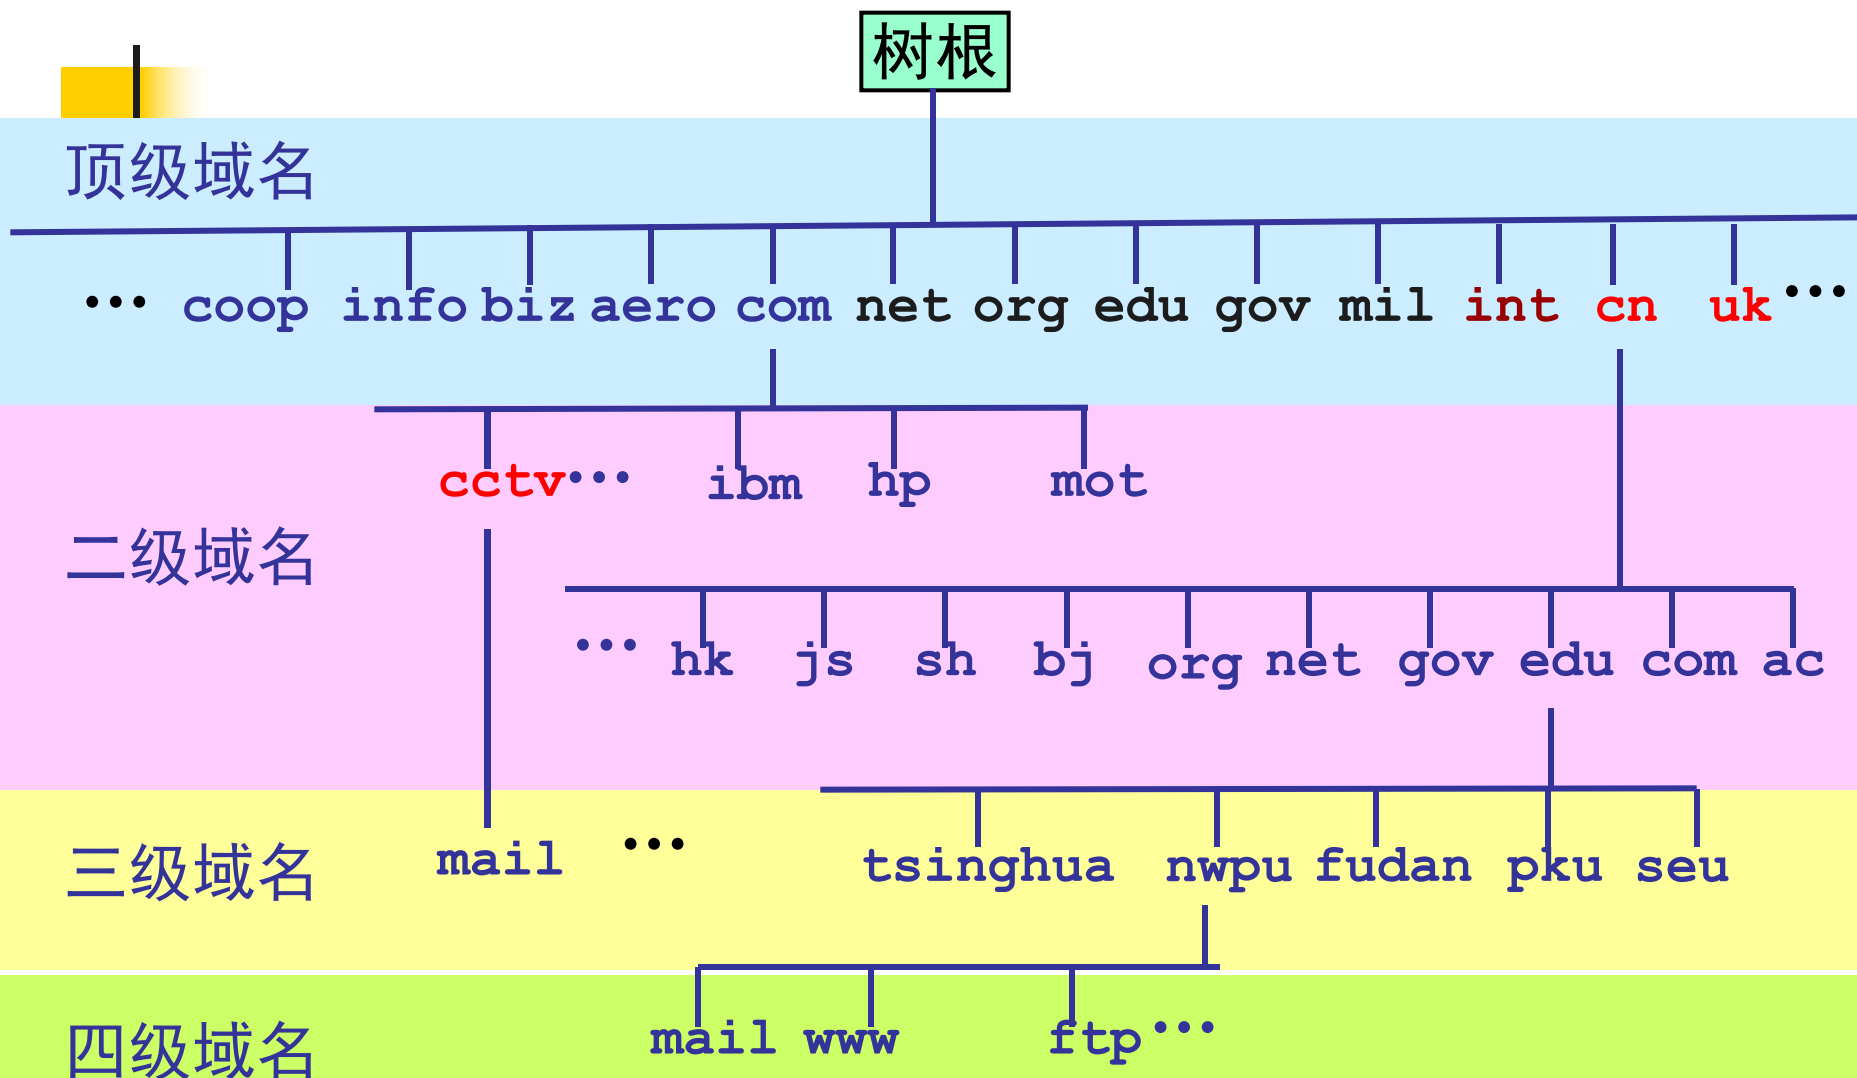 树根
顶级域名
… coop info biz aero com net org edu gov mil int cn uk …
cctv … ibm hp mot
二级域名
… hk js sh bj org net gov edu com ac
三级域名
mail … tsinghua nwpu fudan pku seu
四级域名
mail www ftp …